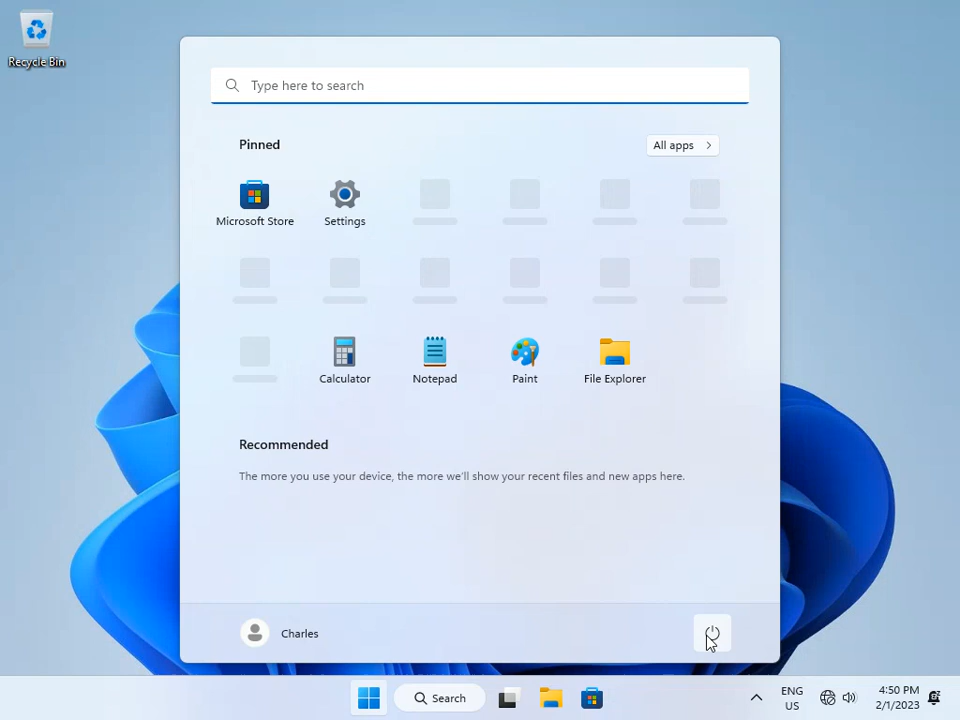 Recycle Bin
Type here to search
Pinned
All apps
Microsoft Store
Settings
Calculator
Notepad
Paint
File Explorer
Recommended
The more you use your device, the more we'll show your recent files and new apps here.
Charles
Search
ENG
US
4:50 PM
2/1/2023